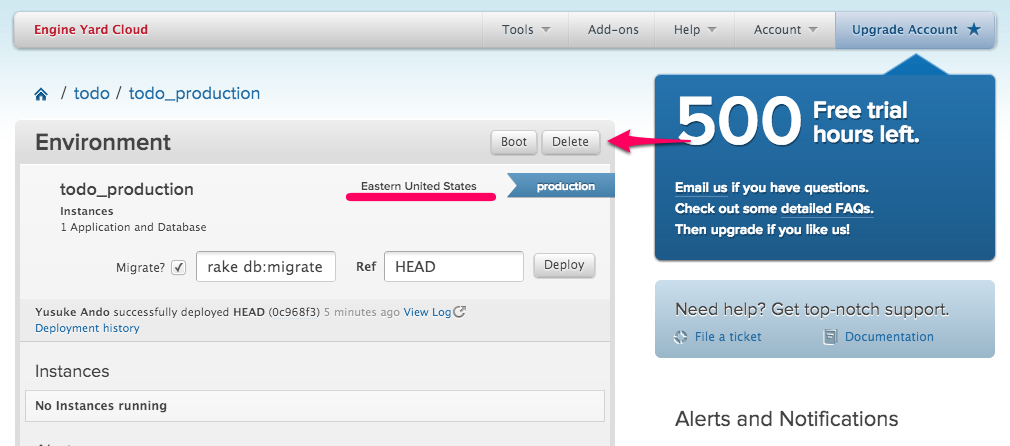 Engine Yard Cloud
Tools
Add-ons
Help
Account
Upgrade Account
/ todo / todo_production
Environment
Boot
Delete
todo_production
Eastern United States
production
Instances
1 Application and Database
Migrate?
rake db:migrate
Ref
HEAD
Deploy
Yusuke Ando successfully deployed HEAD (0c968f3) 5 minutes ago View Log
Deployment history
Instances
No Instances running
500 Free trial
hours left.
Email us if you have questions.
Check out some detailed FAQs.
Then upgrade if you like us!
Need help? Get top-notch support.
File a ticket
Documentation
Alerts and Notifications